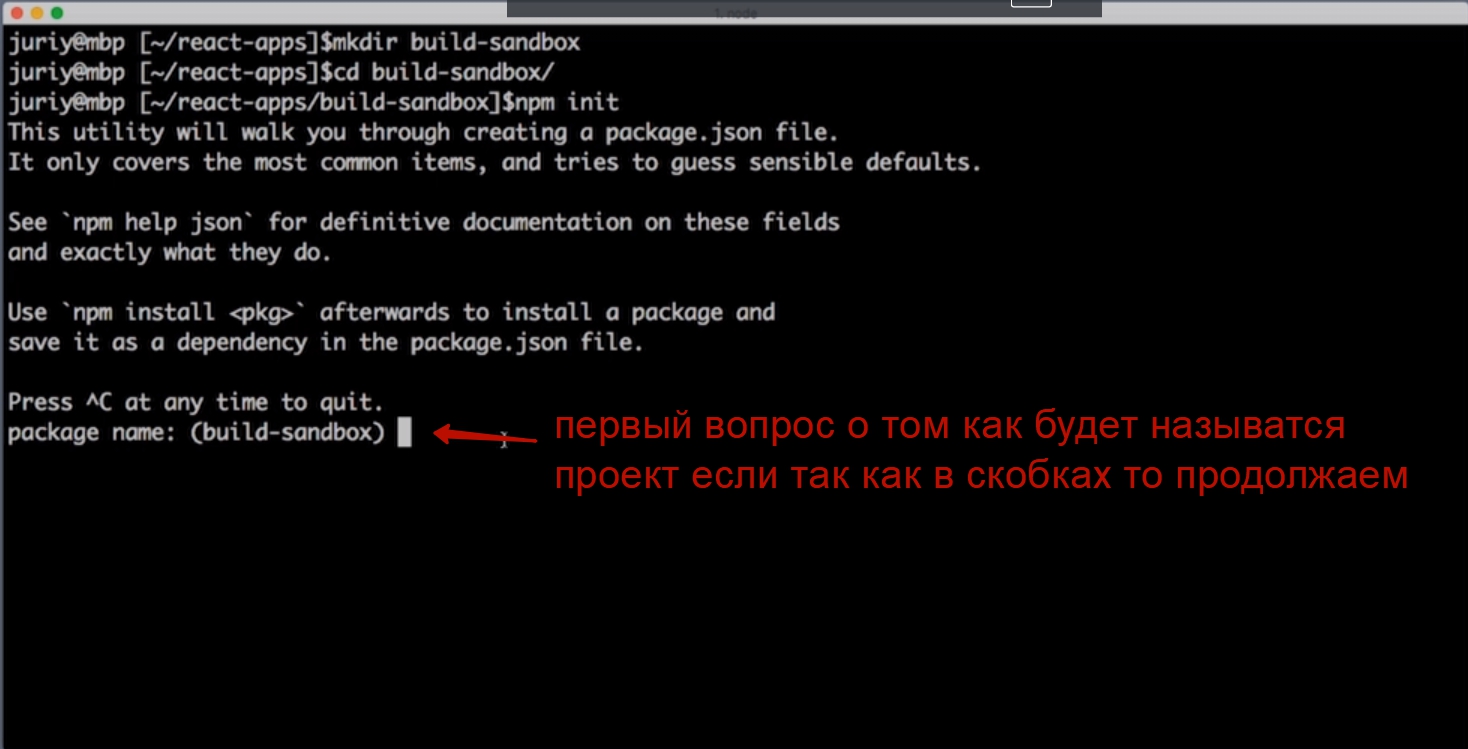 1. node
juriy@mbp [~/react-apps]$mkdir build-sandbox
juriy@mbp [~/react-apps]$cd build-sandbox/
juriy@mbp [~/react-apps/build-sandbox]$npm init
This utility will walk you through creating a package.json file.
It only covers the most common items, and tries to guess sensible defaults.
See `npm help json` for definitive documentation on these fields
and exactly what they do.
Use `npm install <pkg>` afterwards to install a package and
save it as a dependency in the package.json file.
Press ^C at any time to quit.
package name: (build-sandbox)
первый вопрос о том как будет называтся
проект если так как в скобках то продолжаем